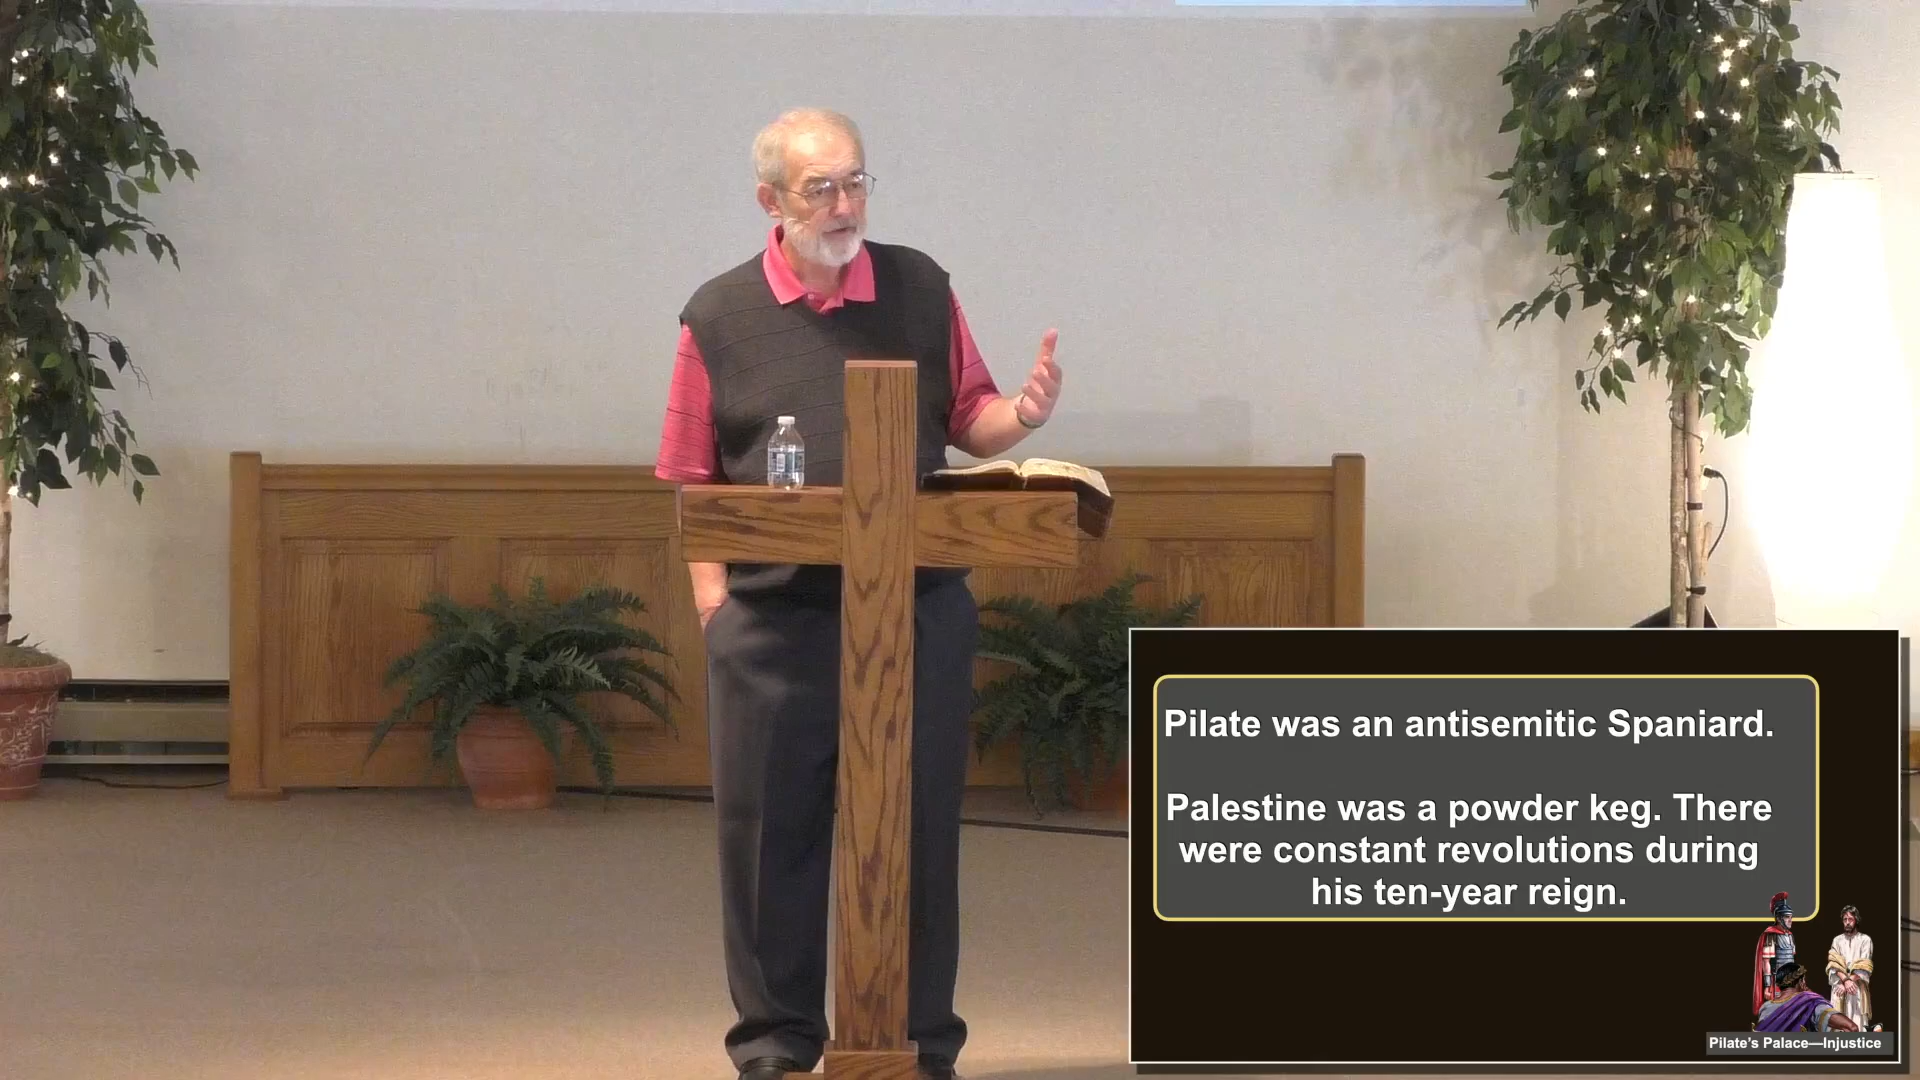 Pilate was an antisemitic Spaniard.
Palestine was a powder keg. There
were constant revolutions during
his ten-year reign.
Pilate’s Palace—Injustice